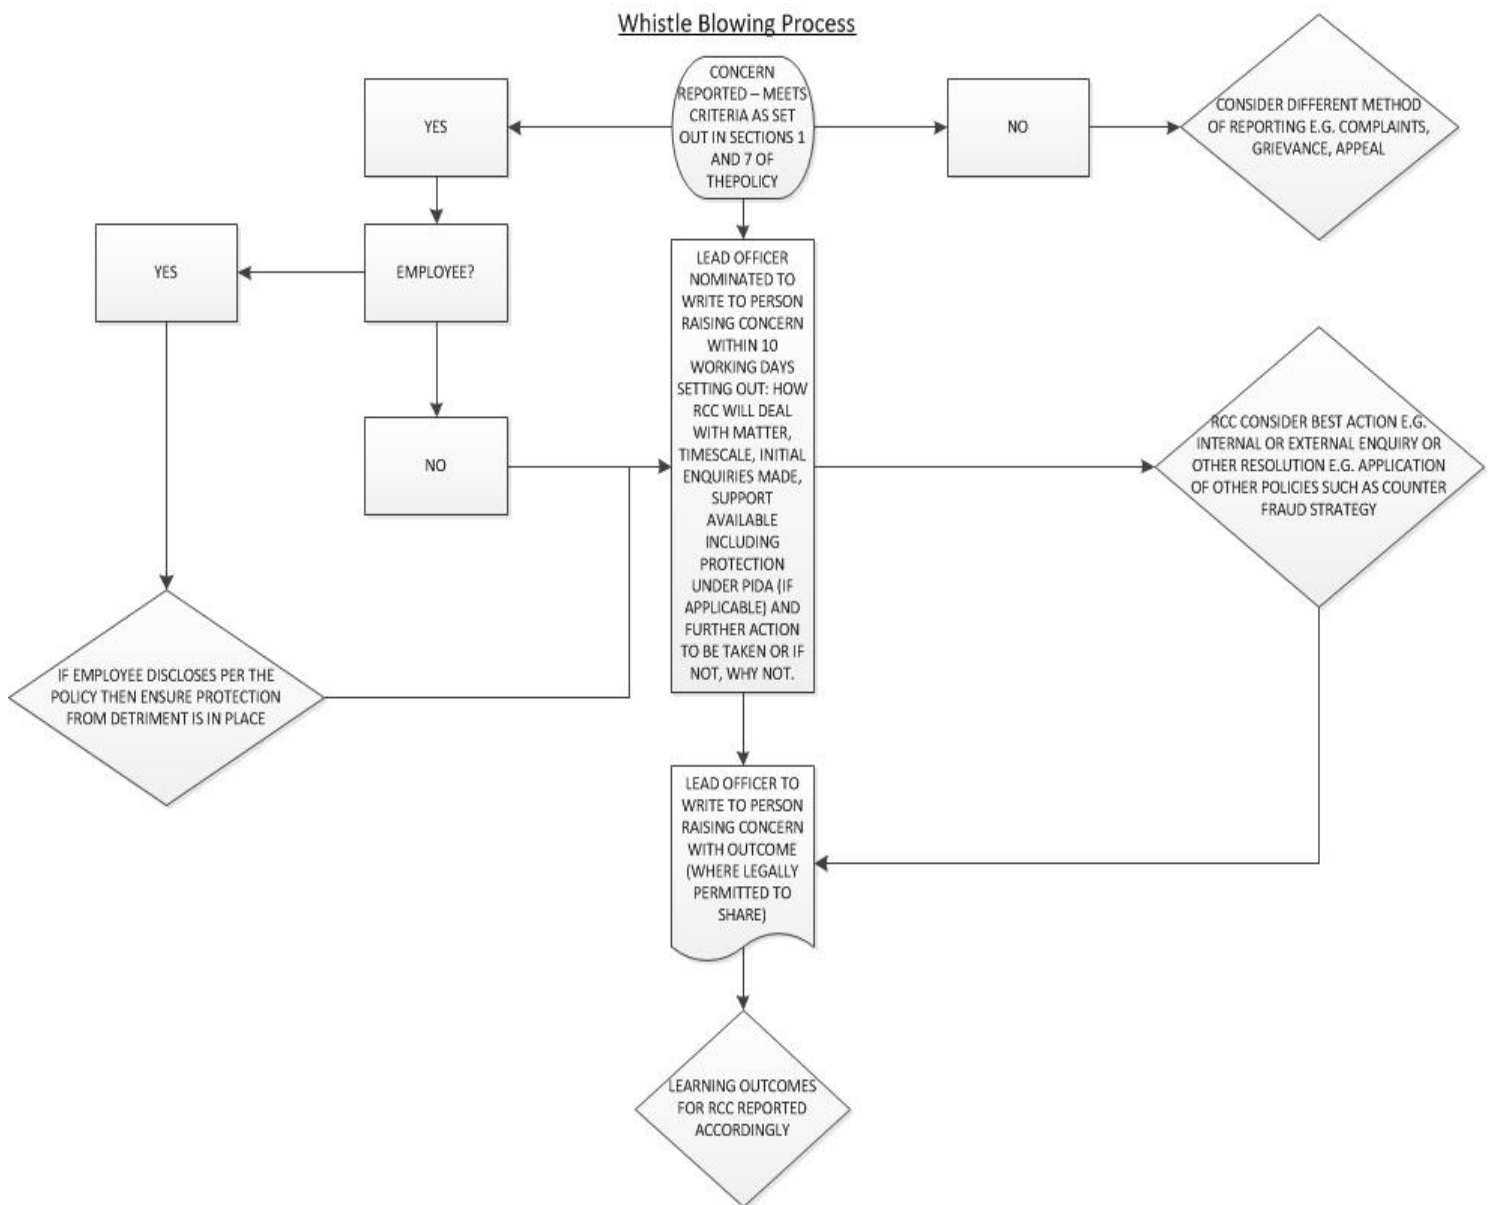 Whistle Blowing Process
CONCERN
REPORTED – MEETS
CRITERIA AS SET
OUT IN SECTIONS 1
AND 7 OF
THEPOLICY
YES
NO
CONSIDER DIFFERENT METHOD
OF REPORTING E.G. COMPLAINTS,
GRIEVANCE, APPEAL
YES
EMPLOYEE?
NO
LEAD OFFICER
NOMINATED TO
WRITE TO PERSON
RAISING CONCERN
WITHIN 10
WORKING DAYS
SETTING OUT: HOW
RCC WILL DEAL
WITH MATTER,
TIMESCALE, INITIAL
ENQUIRIES MADE,
SUPPORT
AVAILABLE
INCLUDING
PROTECTION
UNDER PIDA (IF
APPLICABLE) AND
FURTHER ACTION
TO BE TAKEN OR IF
NOT, WHY NOT.
RCC CONSIDER BEST ACTION E.G.
INTERNAL OR EXTERNAL ENQUIRY OR
OTHER RESOLUTION E.G. APPLICATION
OF OTHER POLICIES SUCH AS COUNTER
FRAUD STRATEGY
IF EMPLOYEE DISCLOSES PER THE
POLICY THEN ENSURE PROTECTION
FROM DETRIMENT IS IN PLACE
LEAD OFFICER TO
WRITE TO PERSON
RAISING CONCERN
WITH OUTCOME
(WHERE LEGALLY
PERMITTED TO
SHARE)
LEARNING OUTCOMES
FOR RCC REPORTED
ACCORDINGLY